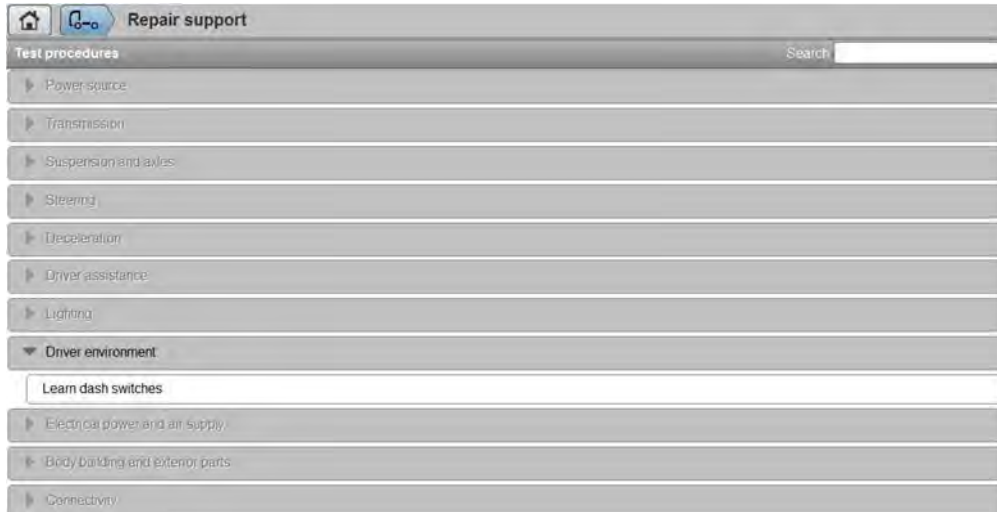 Repair support
Test procedures Search
Power source
Transmission
Suspension and axles
Steering
Deceleration
Driver assistance
Lighting
Driver environment
Learn dash switches
Electrical power and air supply
Body building and exterior parts
Connectivity